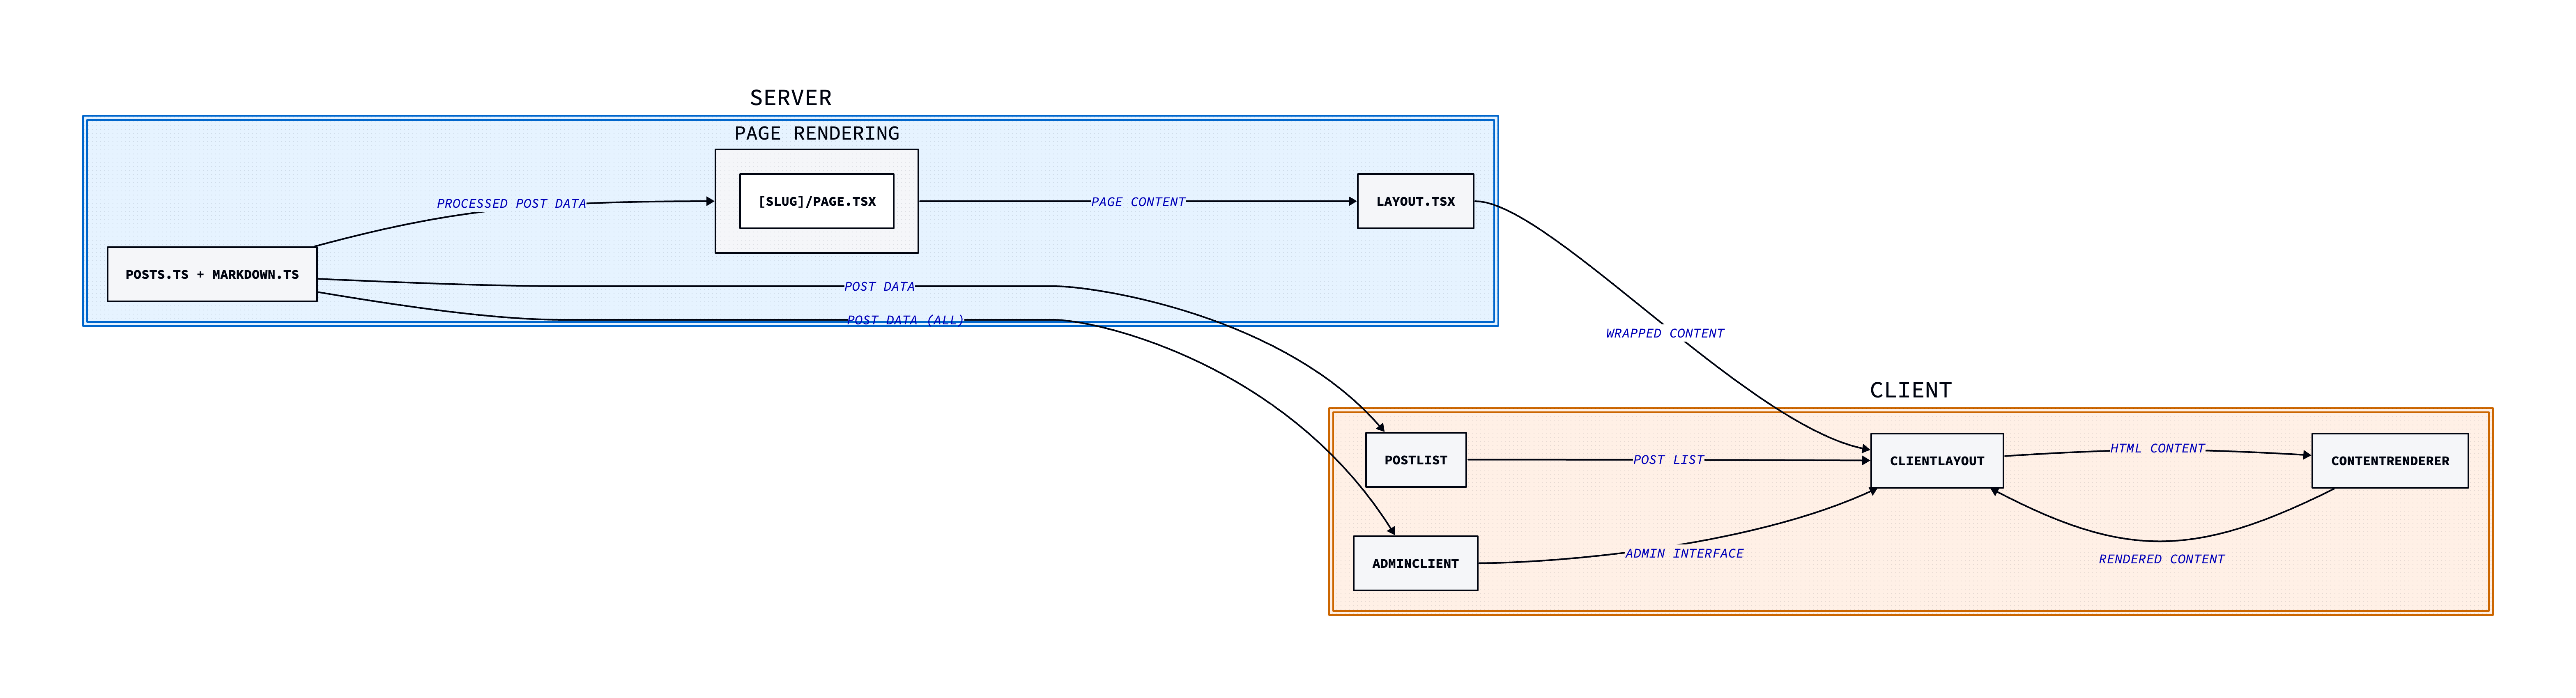 SERVER
PAGE RENDERING
PROCESSED POST DATA
[SLUG]/PAGE.TSX
PAGE CONTENT
LAYOUT.TSX
POSTS.TS + MARKDOWN.TS
POST DATA
POST DATA (ALL)
WRAPPED CONTENT
CLIENT
POSTLIST
POST LIST
CLIENTLAYOUT
HTML CONTENT
CONTENTRENDERER
ADMINCLIENT
ADMIN INTERFACE
RENDERED CONTENT